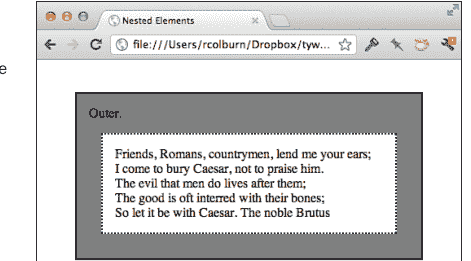 Nested Elements
file:///Users/rcolburn/Dropbox/tyw
e
Outer.
Friends, Romans, countrymen, lend me your ears;
I come to bury Caesar, not to praise him.
The evil that men do lives after them;
The good is oft interred with their bones;
So let it be with Caesar. The noble Brutus